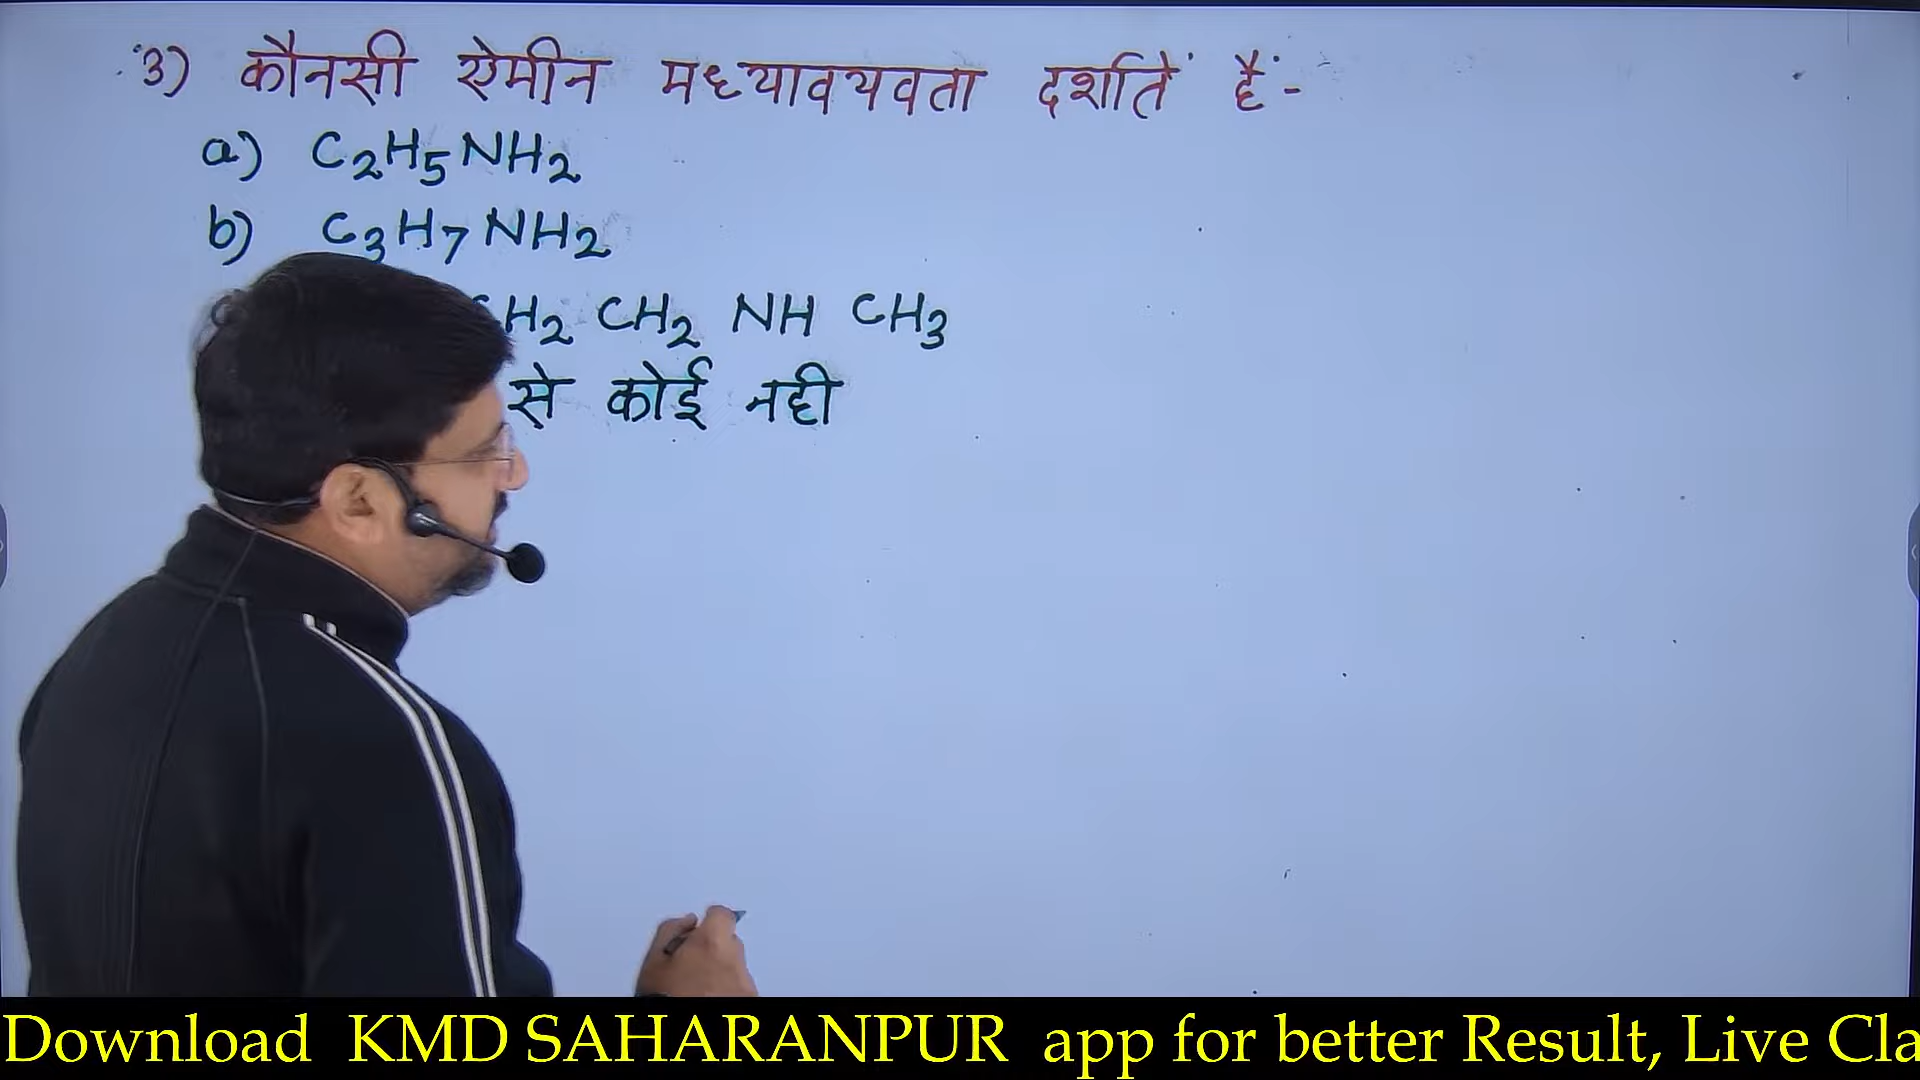 3) कौनसी ऐमीन मध्यावयवता दर्शाते हैं-
a) C2H5NH2
b) C3H7NH2
CH2 CH2 NH CH3
से कोई नही
Download KMD SAHARANPUR app for better Result, Live Cla